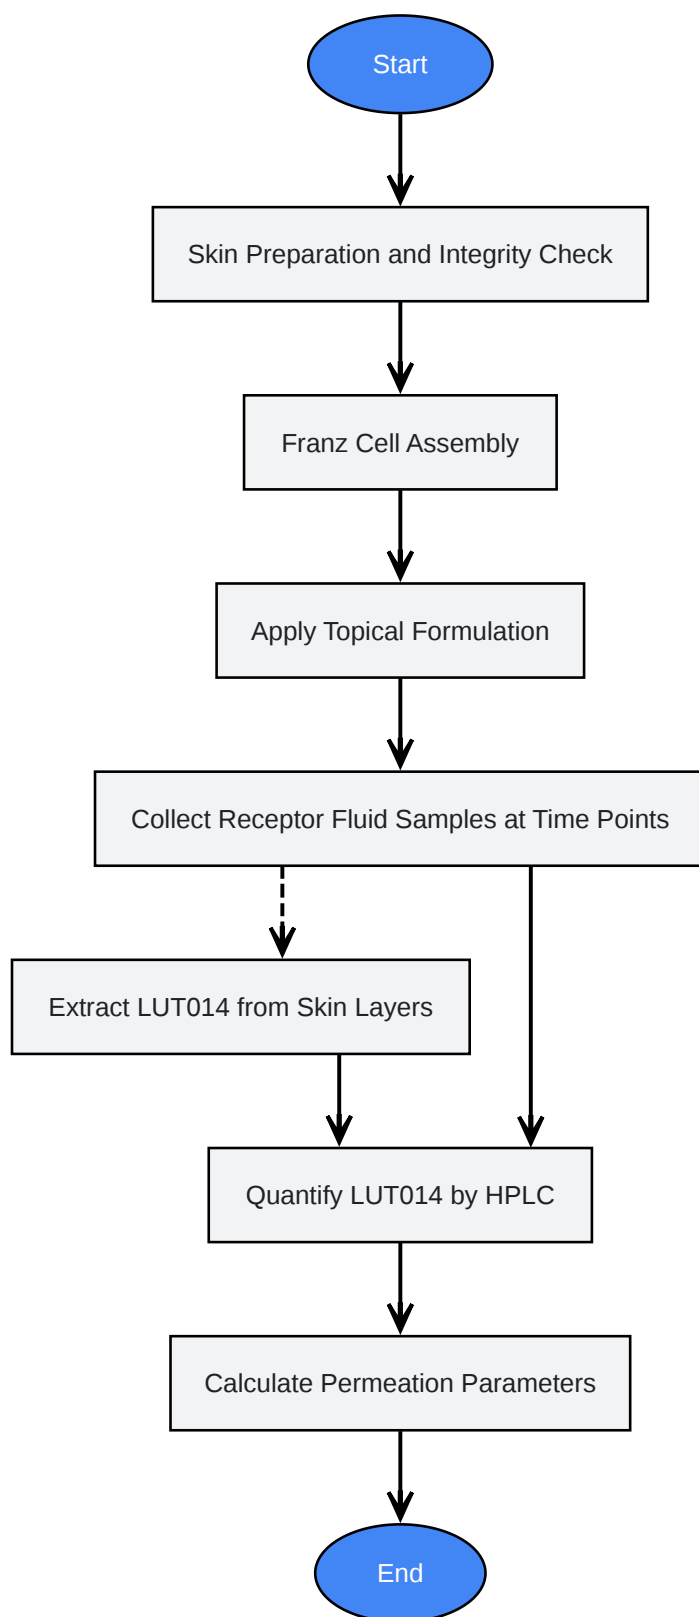 Start
Skin Preparation and Integrity Check
Franz Cell Assembly
Apply Topical Formulation
Collect Receptor Fluid Samples at Time Points
Extract LUT014 from Skin Layers
Quantify LUT014 by HPLC
Calculate Permeation Parameters
End